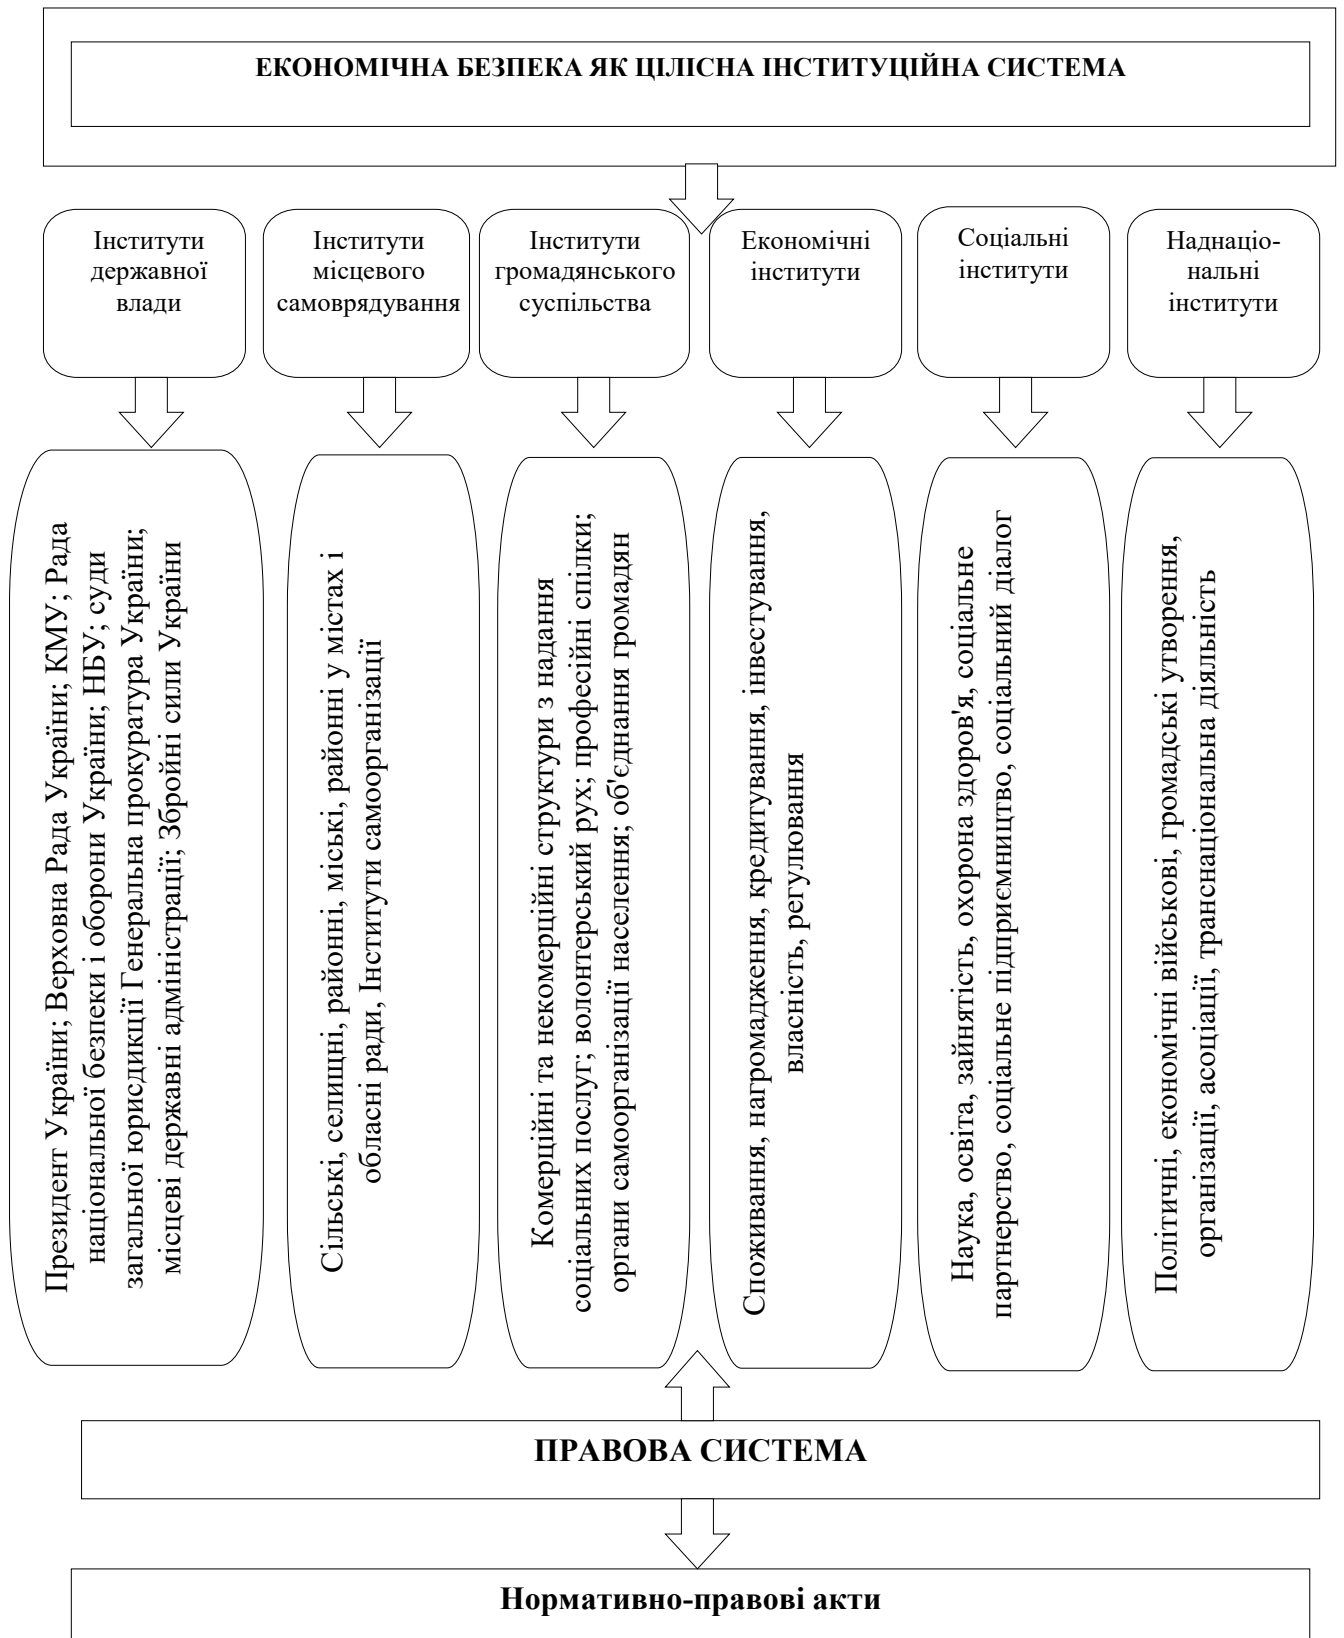 ЕКОНОМІЧНА БЕЗПЕКА ЯК ЦІЛІСНА ІНСТИТУЦІЙНА СИСТЕМА
Інститути
державної
влади
Інститути
місцевого
самоврядування
Інститути
громадянського
суспільства
Економічні
інститути
Соціальні
інститути
Наднаціо-
нальні
інститути
Президент України; Верховна Рада України; КМУ; Рада
національної безпеки і оборони України; НБУ; суди
загальної юрисдикції Генеральна прокуратура України;
місцеві державні адміністрації; Збройні сили України
Сільські, селищні, районні, міські, районні у містах і
обласні ради, Інститути самоорганізації
Комерційні та некомерційні структури з надання
соціальних послуг; волонтерський рух; професійні спілки;
органи самоорганізації населення; об'єднання громадян
Споживання, нагромадження, кредитування, інвестування,
власність, регулювання
Наука, освіта, зайнятість, охорона здоров'я, соціальне
партнерство, соціальне підприємництво, соціальний діалог
Політичні, економічні військові, громадські утворення,
організації, асоціації, транснаціональна діяльність
ПРАВОВА СИСТЕМА
Нормативно-правові акти